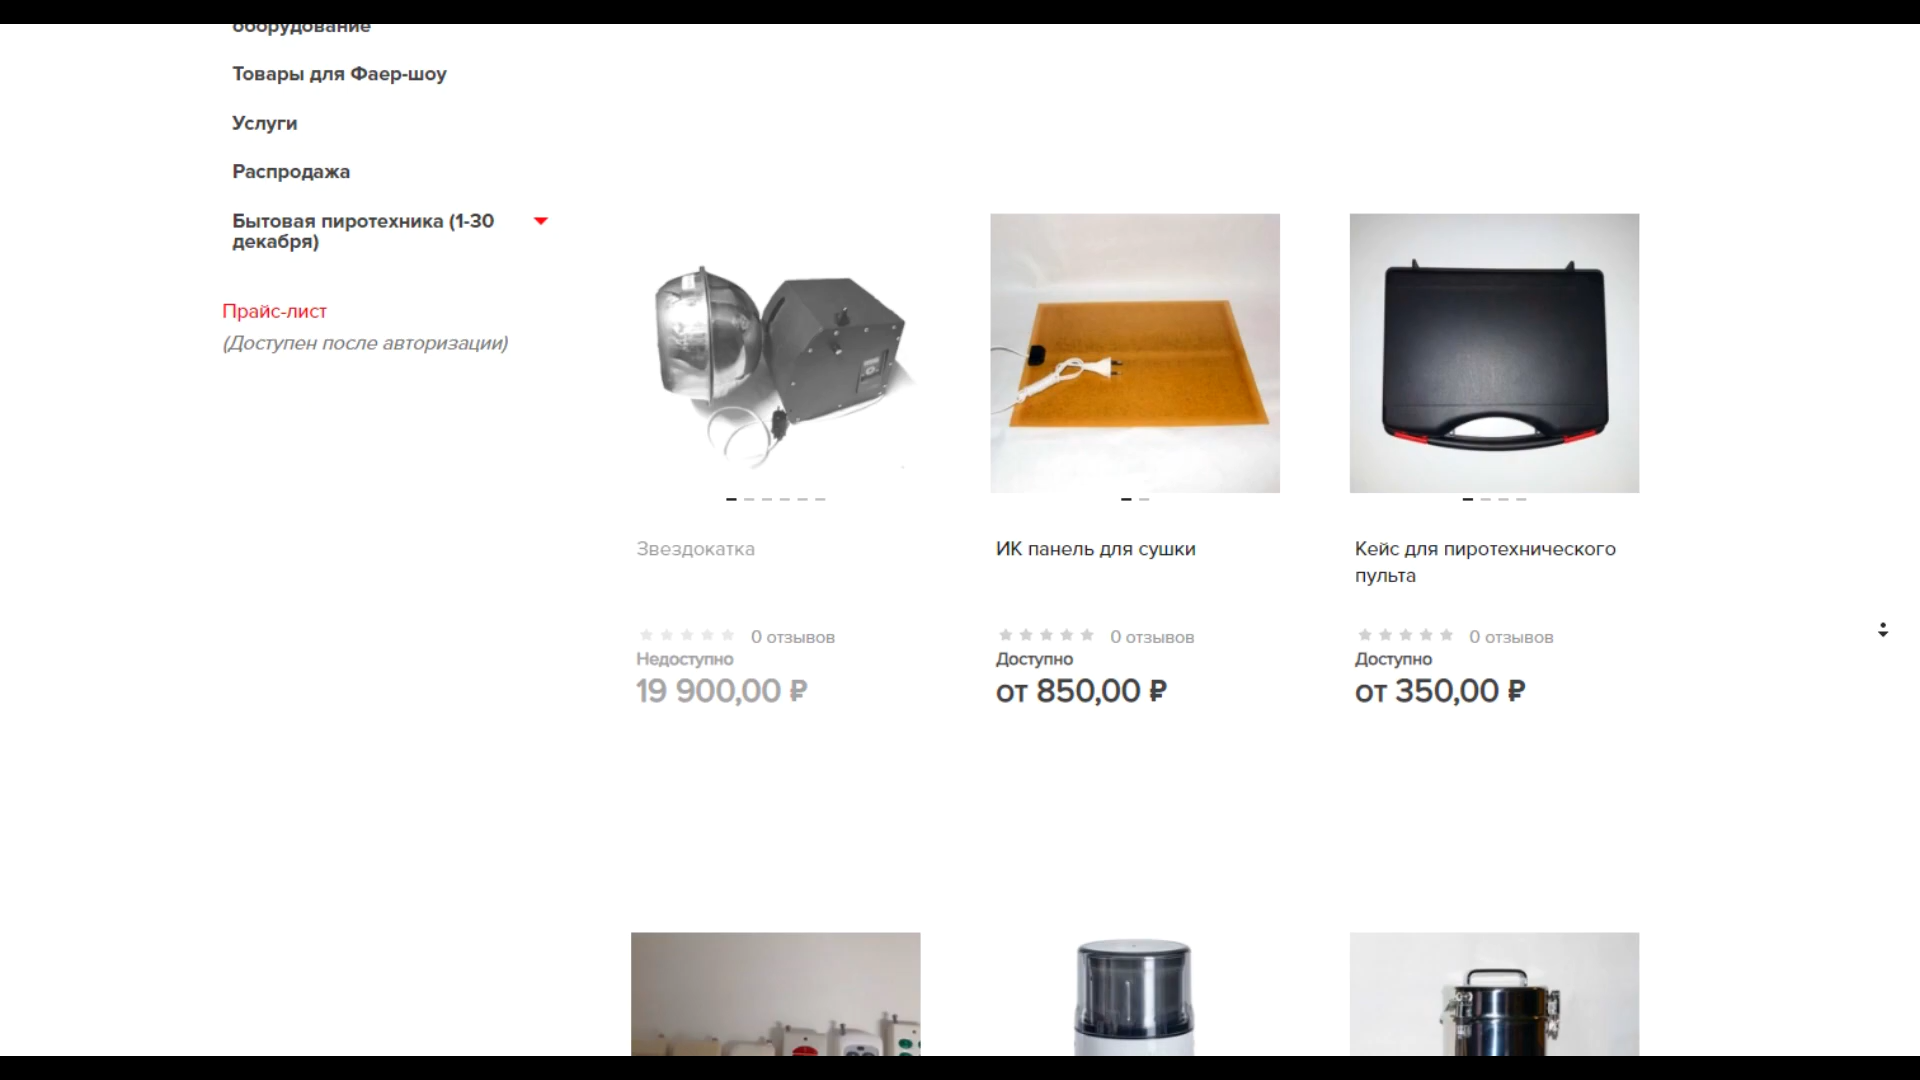 оборудование
Товары для Фаер-шоу
Услуги
Распродажа
Бытовая пиротехника (1-30
декабря)
Прайс-лист
(Доступен после авторизации)
Звездокатка
0 отзывов
Недоступно
19 900,00 ₽
ИК панель для сушки
0 отзывов
Доступно
от 850,00 ₽
Кейс для пиротехнического
пульта
0 отзывов
Доступно
от 350,00 ₽